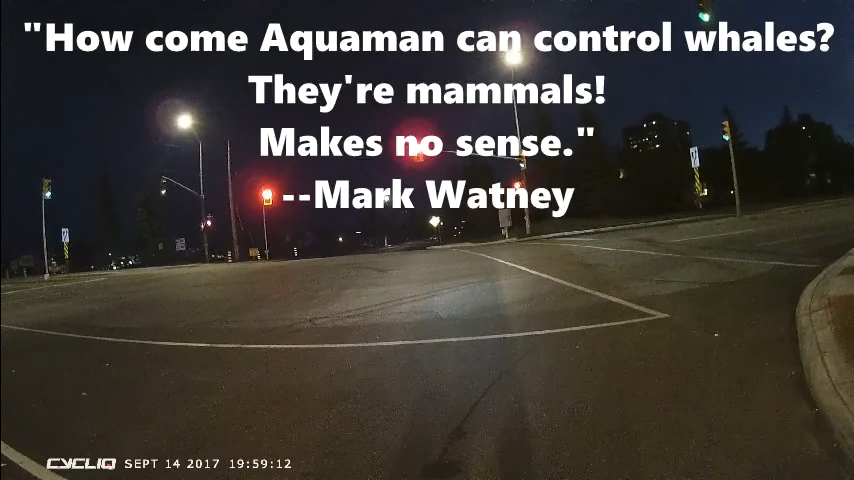 "How come Aquaman can control whales?
They're mammals!
Makes no sense."
--Mark Watney
CYCLIQ SEPT 14 2017 19:59:12